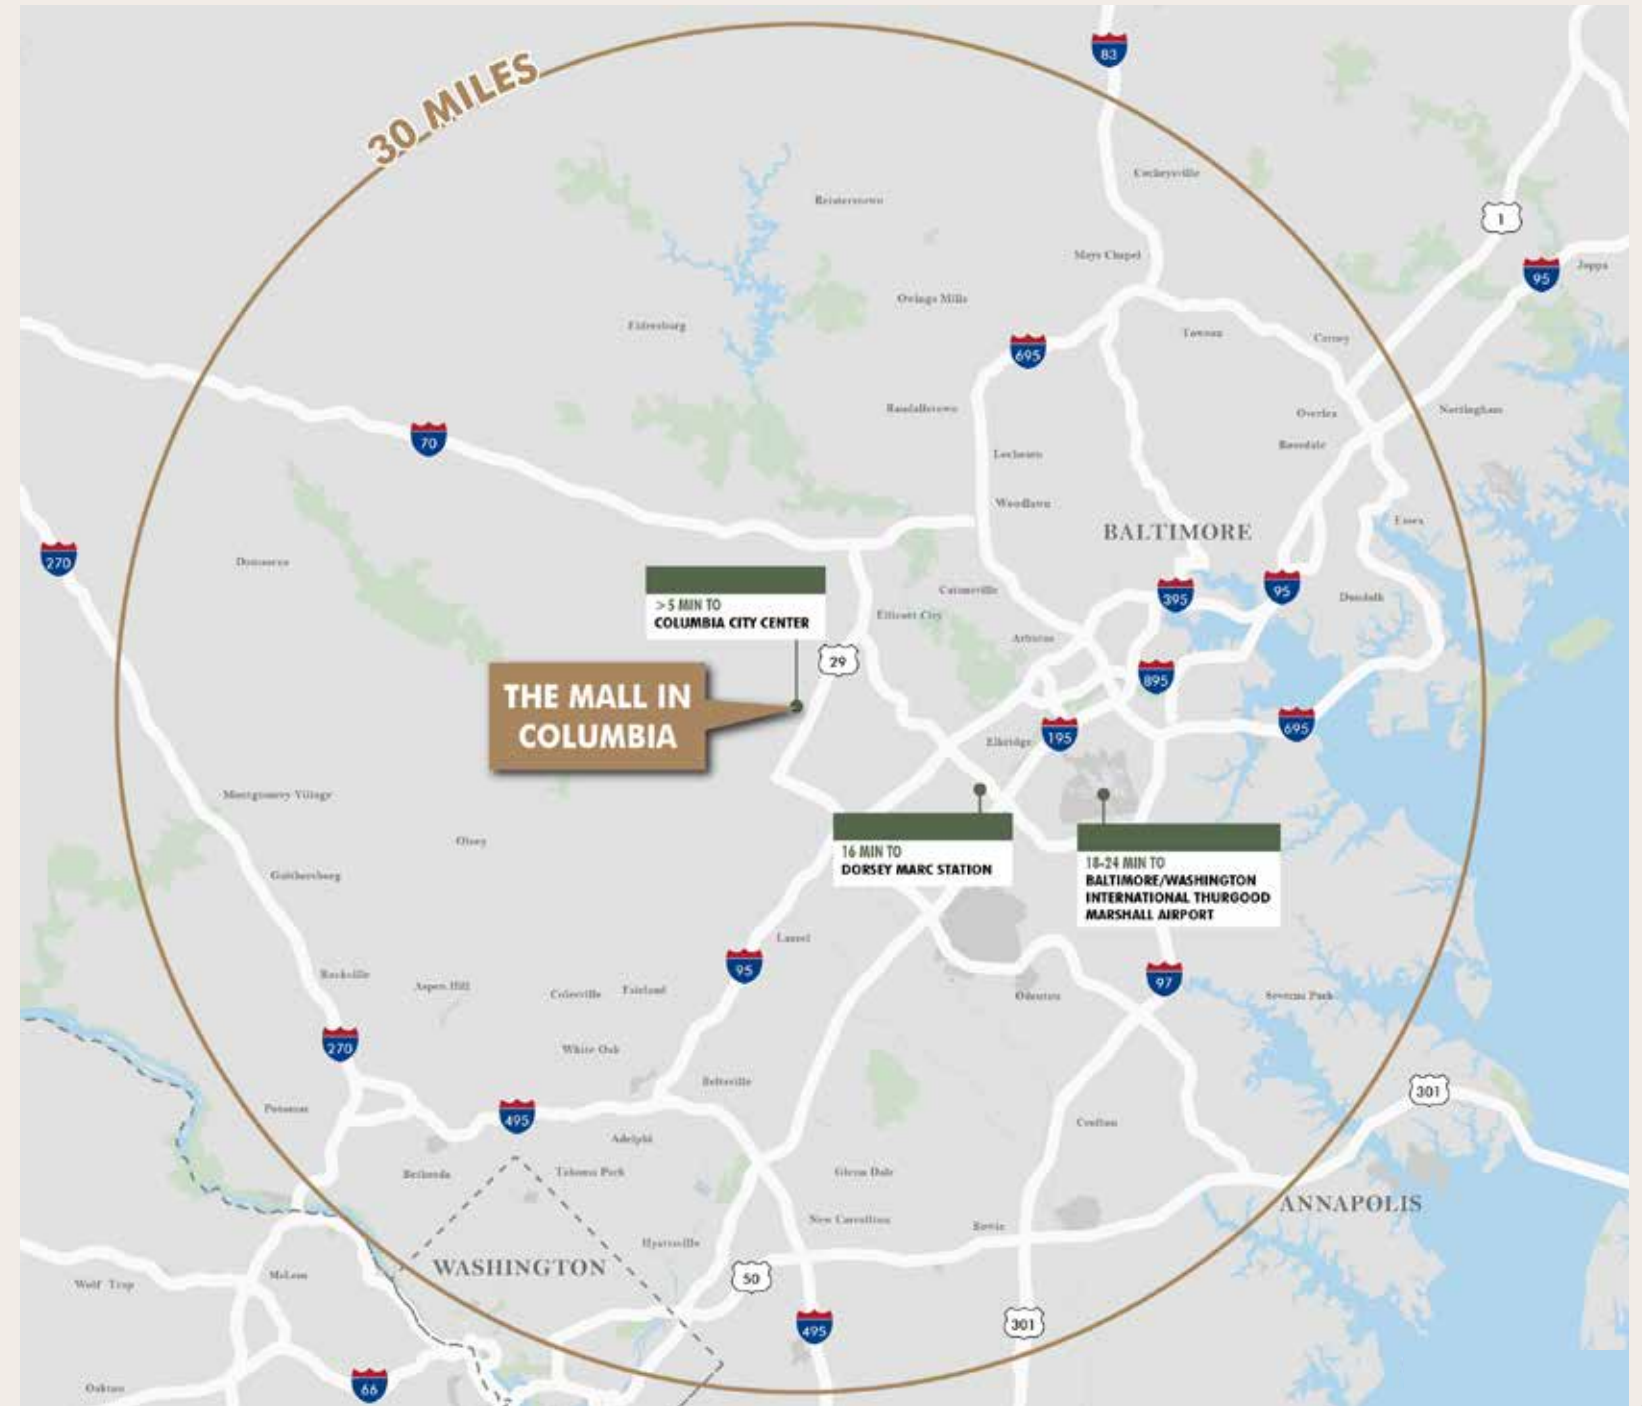 30 MILES
83
Cockeysville
Reisterstown
1
Mays Chapel
95
Joppa
Owings Mills
Eldersburg
Towson
Carney
695
Randallstown
Overlea
Nottingham
70
Rossedale
Lochearn
Woodlawn
Essex
BALTIMORE
270
Damascus
395
95
Catonsville
Dundalk
>5 MIN TO
COLUMBIA CITY CENTER
Ellicott City
Arbutus
29
895
THE MALL IN
COLUMBIA
195
695
Elkridge
Montgomery Village
Olney
16 MIN TO
DORSEY MARC STATION
18-24 MIN TO
BALTIMORE/WASHINGTON
INTERNATIONAL THURGOOD
MARSHALL AIRPORT
Gaithersburg
Laurel
95
Rockville
Aspen Hill
Colesville
Fairland
97
Odenton
Severna Park
270
White Oak
Beltsville
301
Potomac
495
Adelphi
Crofton
Bethesda
Takoma Park
Glenn Dale
ANNAPOLIS
New Carrollton
Bowie
Hyattsville
WASHINGTON
50
Wolf Trap
McLean
495
301
66
Oakton